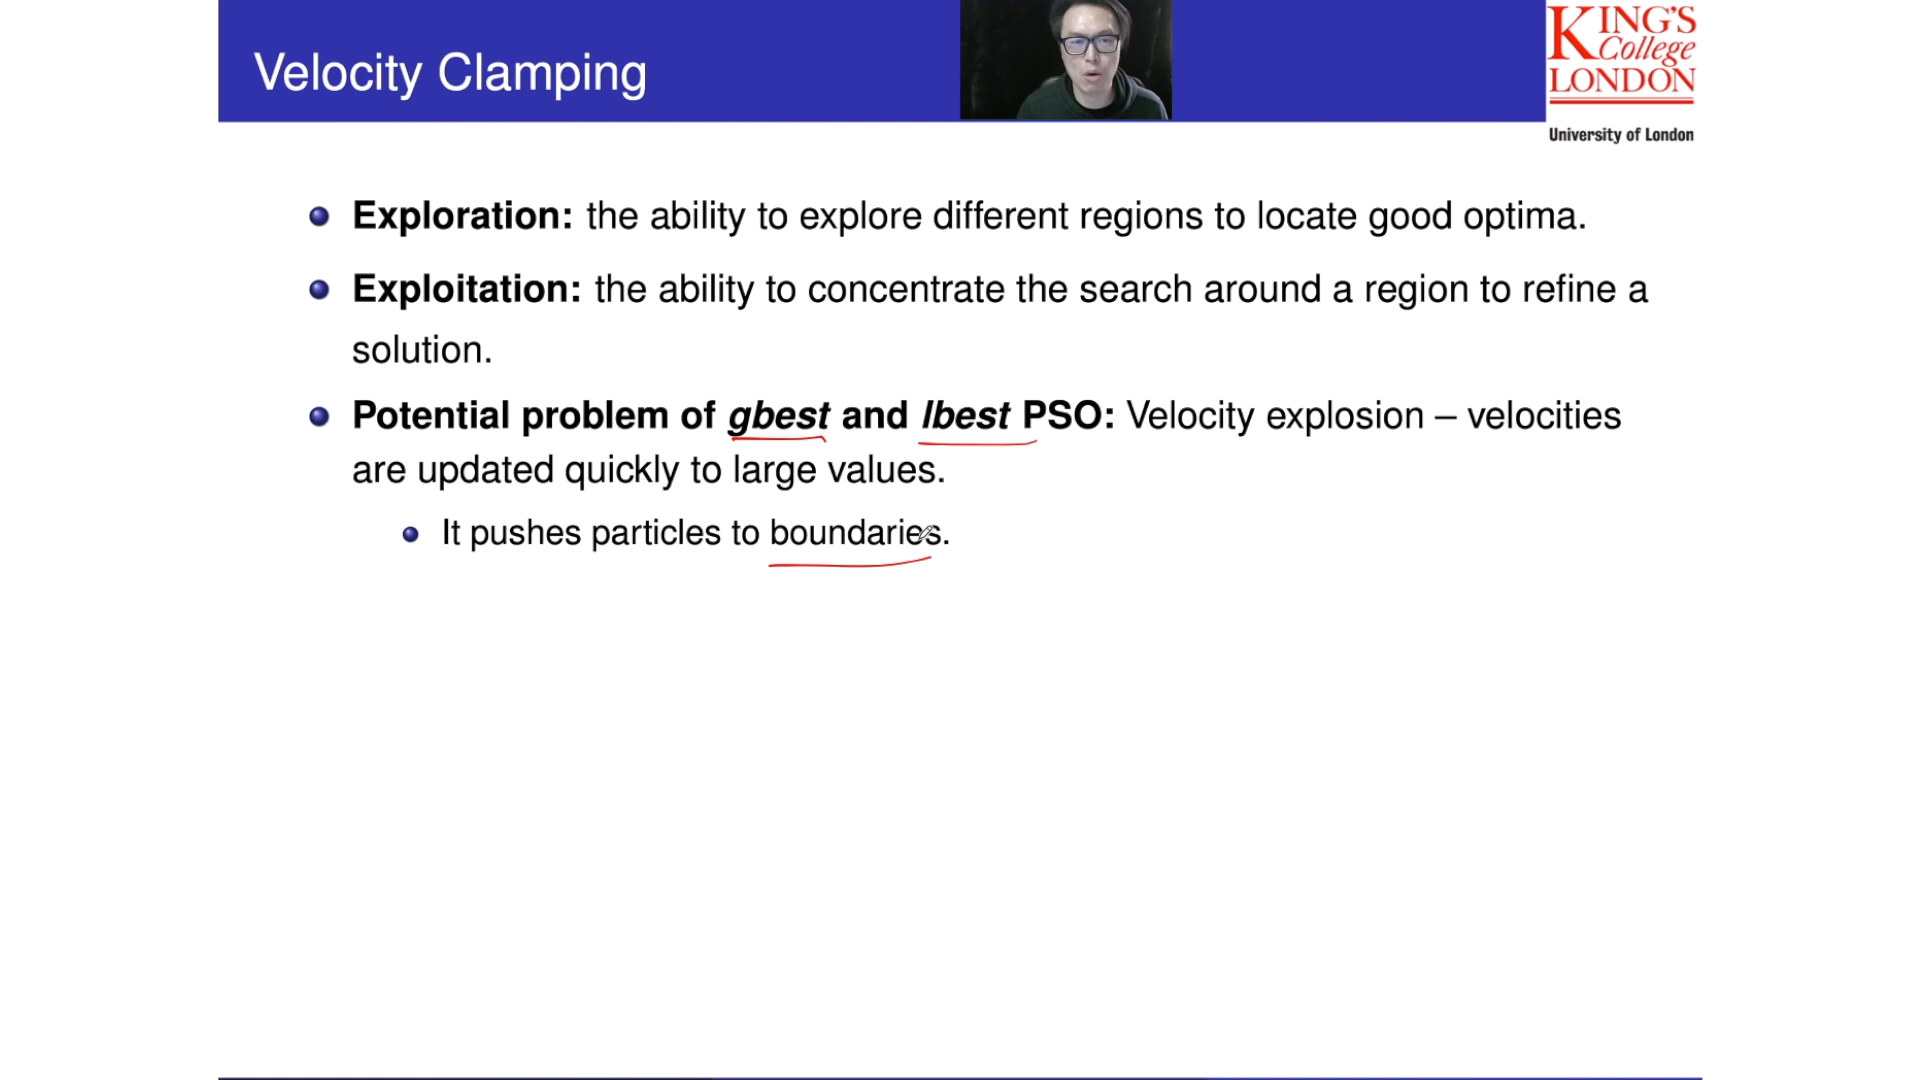 Velocity Clamping
KING'S
College
LONDON
University of London
Exploration: the ability to explore different regions to locate good optima.
Exploitation: the ability to concentrate the search around a region to refine a
solution.
Potential problem of gbest and lbest PSO: Velocity explosion – velocities
are updated quickly to large values.
It pushes particles to boundaries.